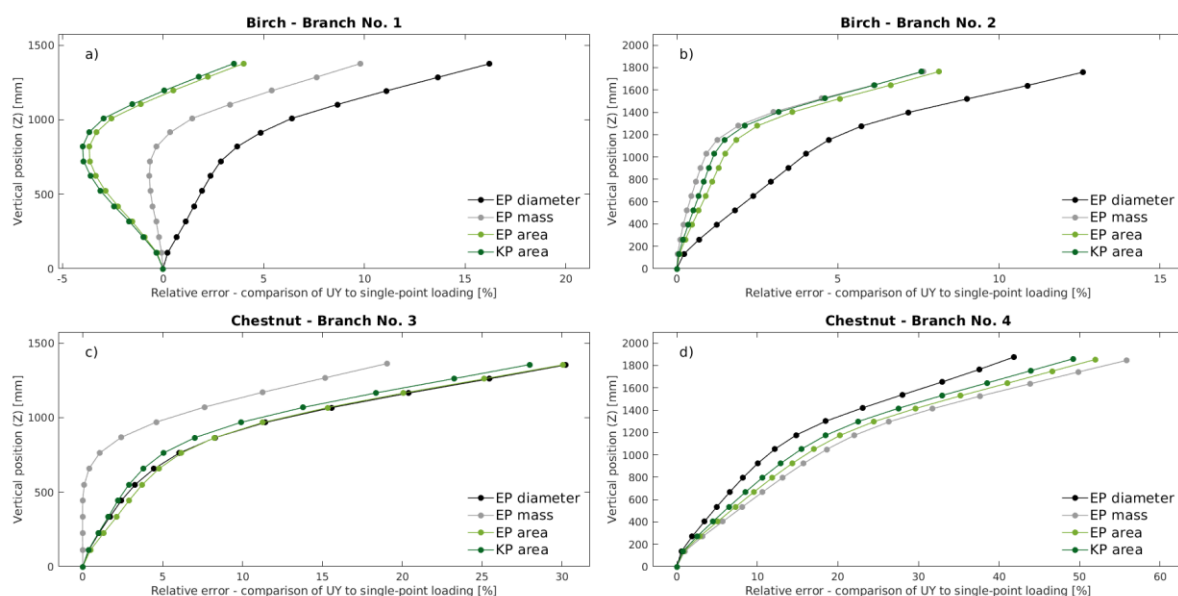 Birch - Branch No. 1
a)
1500
1000
500
0
Vertical position (Z) [mm]
-5 0 5 10 15 20
Relative error - comparison of UY to single-point loading [%]
EP diameter
EP mass
EP area
KP area
Birch - Branch No. 2
b)
2000
1800
1600
1400
1200
1000
800
600
400
200
0
Vertical position (Z) [mm]
0 5 10 15
Relative error - comparison of UY to single-point loading [%]
EP diameter
EP mass
EP area
KP area
Chestnut - Branch No. 3
c)
1500
1000
500
0
Vertical position (Z) [mm]
0 5 10 15 20 25 30
Relative error - comparison of UY to single-point loading [%]
EP diameter
EP mass
EP area
KP area
Chestnut - Branch No. 4
d)
2000
1800
1600
1400
1200
1000
800
600
400
200
0
Vertical position (Z) [mm]
0 10 20 30 40 50 60
Relative error - comparison of UY to single-point loading [%]
EP diameter
EP mass
EP area
KP area